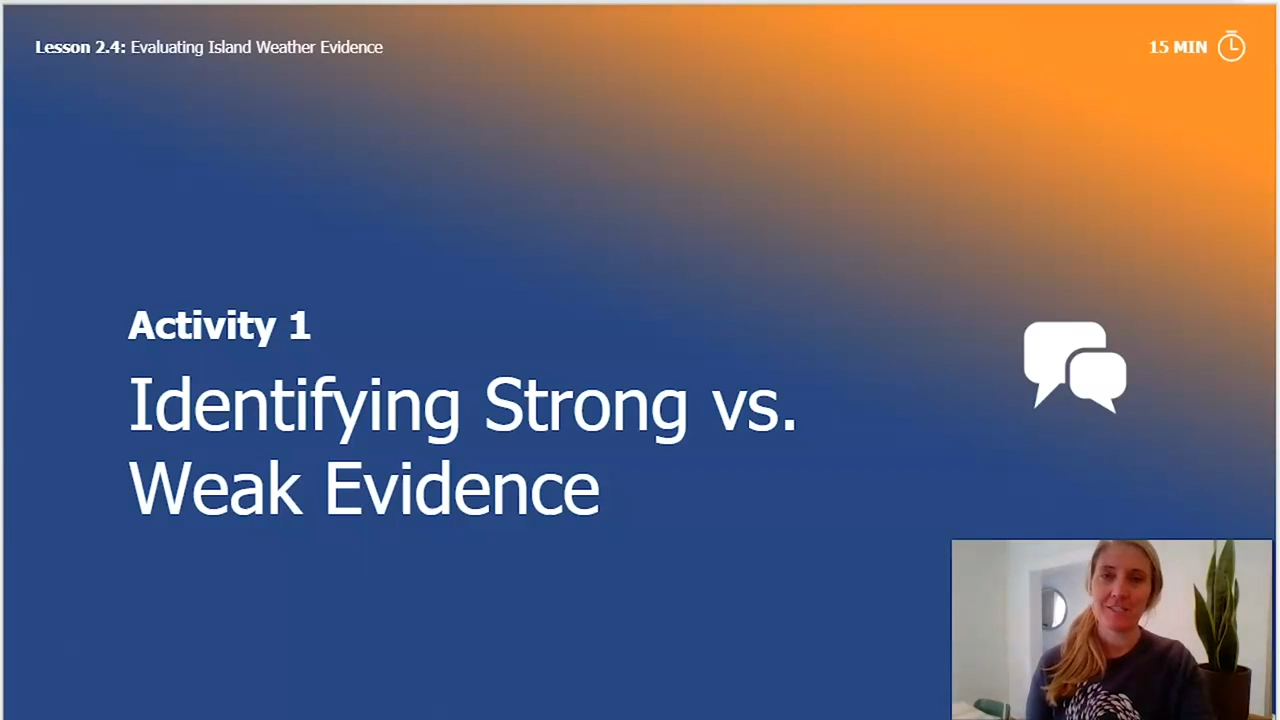 Lesson 2.4: Evaluating Island Weather Evidence
15 MIN
Activity 1
Identifying Strong vs.
Weak Evidence